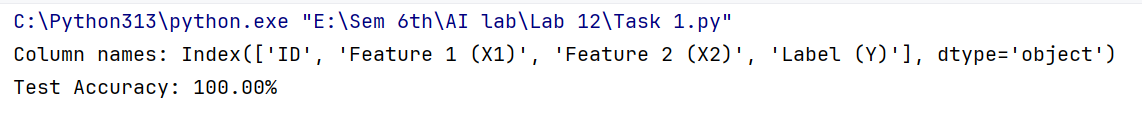 C:\Python313\python.exe "E:\Sem 6th\AI lab\Lab 12\Task 1.py"
Column names: Index(['ID', 'Feature 1 (X1)', 'Feature 2 (X2)', 'Label (Y)'], dtype='object')
Test Accuracy: 100.00%